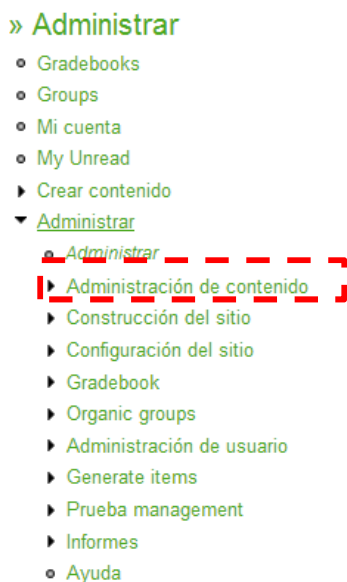 » Administrar
Gradebooks
Groups
Mi cuenta
My Unread
Crear contenido
Administrar
Administrar
Administración de contenido
Construcción del sitio
Configuración del sitio
Gradebook
Organic groups
Administración de usuario
Generate items
Prueba management
Informes
Ayuda